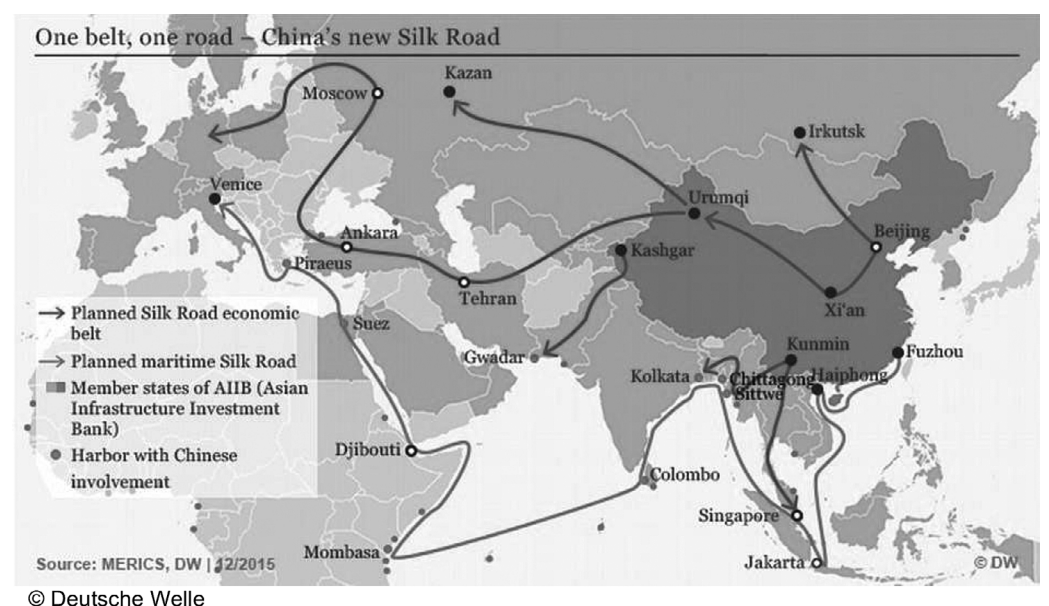 One belt, one road – China's new Silk Road
Kazan
Moscow
Irkutsk
Venice
Urumqi
Ankara
Beijing
Kashgar
Piraeus
Tehran
Xi'an
Planned Silk Road economic
belt
Suez
Kunmin
Fuzhou
Planned maritime Silk Road
Gwadar
Kolkata
Chittagong
Haiphong
Member states of AIIB (Asian
Infrastructure Investment
Bank)
Sittwe
Djibouti
Harbor with Chinese
involvement
Colombo
Singapore
Mombasa
Jakarta
Source: MERICS, DW | 12/2015
© DW
© Deutsche Welle